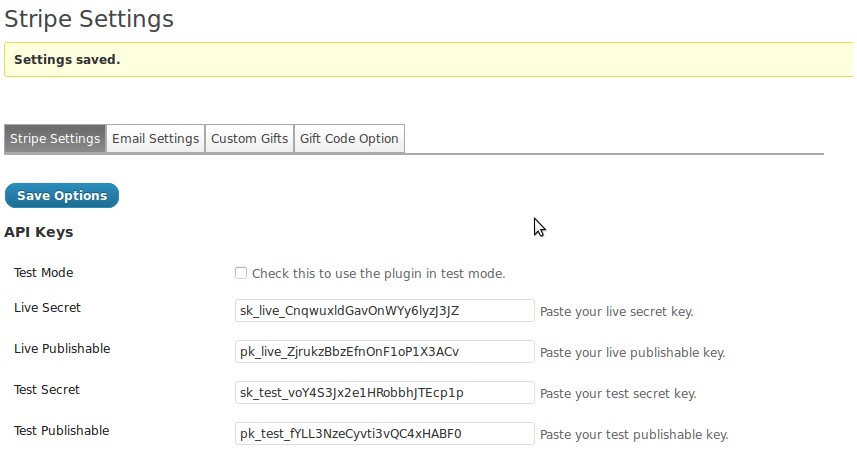 Stripe Settings
Settings saved.
Stripe Settings Email Settings Custom Gifts Gift Code Option
Save Options
API Keys
Test Mode Check this to use the plugin in test mode.
Live Secret sk_live_CnqwuxldGavOnWYy6lyzJ3JZ Paste your live secret key.
Live Publishable pk_live_ZjrukzBbzEfnOnF1oP1X3ACv Paste your live publishable key.
Test Secret sk_test_voY4S3Jx2e1HRobbhJTEcp1p Paste your test secret key.
Test Publishable pk_test_fYLL3NzeCyvti3vQC4xHABF0 Paste your test publishable key.